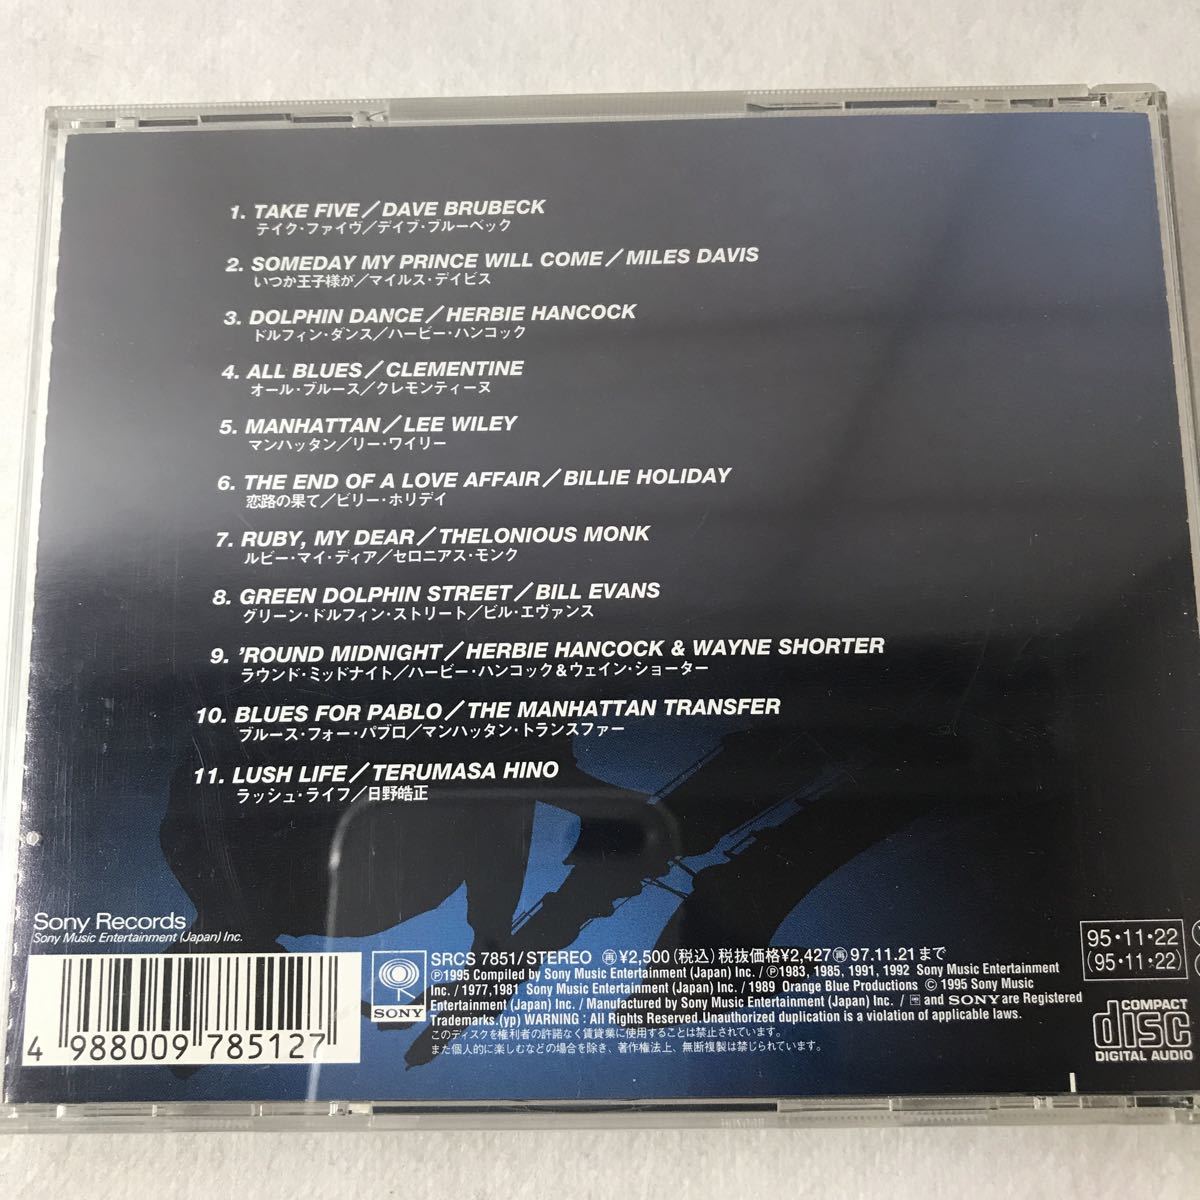 1. TAKE FIVE／DAVE BRUBECK
テイク・ファイヴ／デイブ・ブルーベック
2. SOMEDAY MY PRINCE WILL COME／MILES DAVIS
いつか王子様が／マイルス・デイビス
3. DOLPHIN DANCE／HERBIE HANCOCK
ドルフィン・ダンス／ハービー・ハンコック
4. ALL BLUES／CLEMENTINE
オール・ブルース／クレモンティーヌ
5. MANHATTAN／LEE WILEY
マンハッタン／リー・ワイリー
6. THE END OF A LOVE AFFAIR／BILLIE HOLIDAY
恋路の果て／ビリー・ホリデイ
7. RUBY, MY DEAR／THELONIOUS MONK
ルビー・マイ・ディア／セロニアス・モンク
8. GREEN DOLPHIN STREET／BILL EVANS
グリーン・ドルフィン・ストリート／ビル・エヴァンス
9. ’ROUND MIDNIGHT／HERBIE HANCOCK & WAYNE SHORTER
ラウンド・ミッドナイト／ハービー・ハンコック＆ウェイン・ショーター
10. BLUES FOR PABLO／THE MANHATTAN TRANSFER
ブルース・フォー・パブロ／マンハッタン・トランスファー
11. LUSH LIFE／TERUMASA HINO
ラッシュ・ライフ／日野皓正
Sony Records
Sony Music Entertainment (Japan) Inc.
4 988009 785127
SONY
SRCS 7851/STEREO 再¥2,500(税込)税抜価格¥2,427再97.11.21まで
Ⓟ1995 Compiled by Sony Music Entertainment (Japan) Inc. / Ⓟ1983, 1985, 1991, 1992 Sony Music Entertainment
Inc. / 1977,1981 Sony Music Entertainment (Japan) Inc. / 1989 Orange Blue Productions © 1995 Sony Music
Entertainment (Japan) Inc. / Manufactured by Sony Music Entertainment (Japan) Inc. / and SONY are Registered
Trademarks.(yp) WARNING : All Rights Reserved.Unauthorized duplication is a violation of applicable laws.
このディスクを権利者の許諾なく賃貸業に使用することは禁止されています。
また個人的に楽しむなどの場合を除き、著作権法上、無断複製は禁じられています。
95・11・22
(95・11・22)
COMPACT
disc
DIGITAL AUDIO